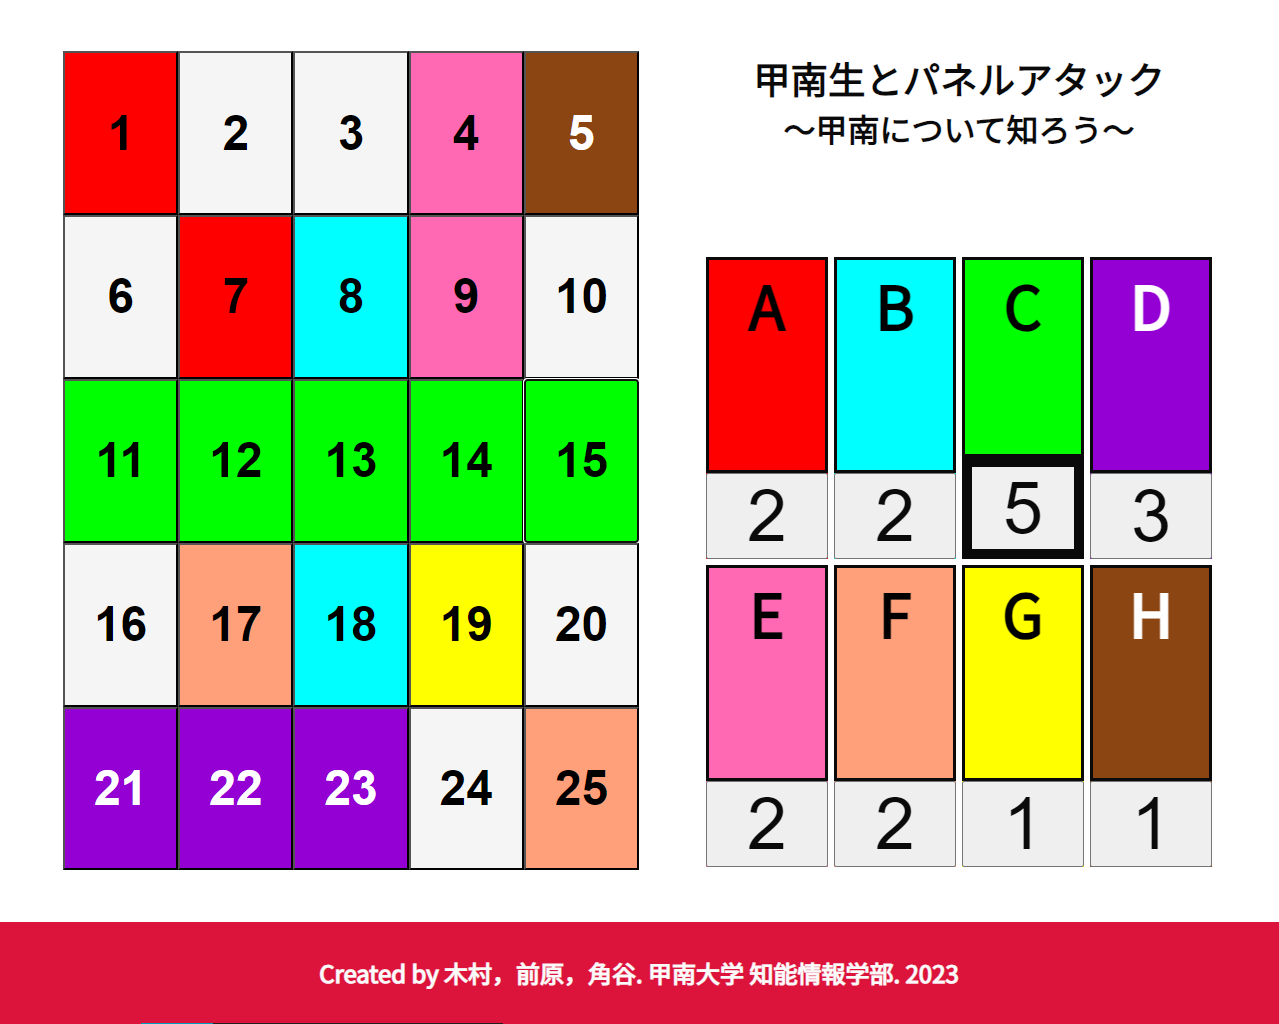 甲南生とパネルアタック
～甲南について知ろう～
1 2 3 4 5
6 7 8 9 10
11 12 13 14 15
16 17 18 19 20
21 22 23 24 25
A B C D
2 2 5 3
E F G H
2 2 1 1
Created by 木村，前原，角谷. 甲南大学 知能情報学部. 2023